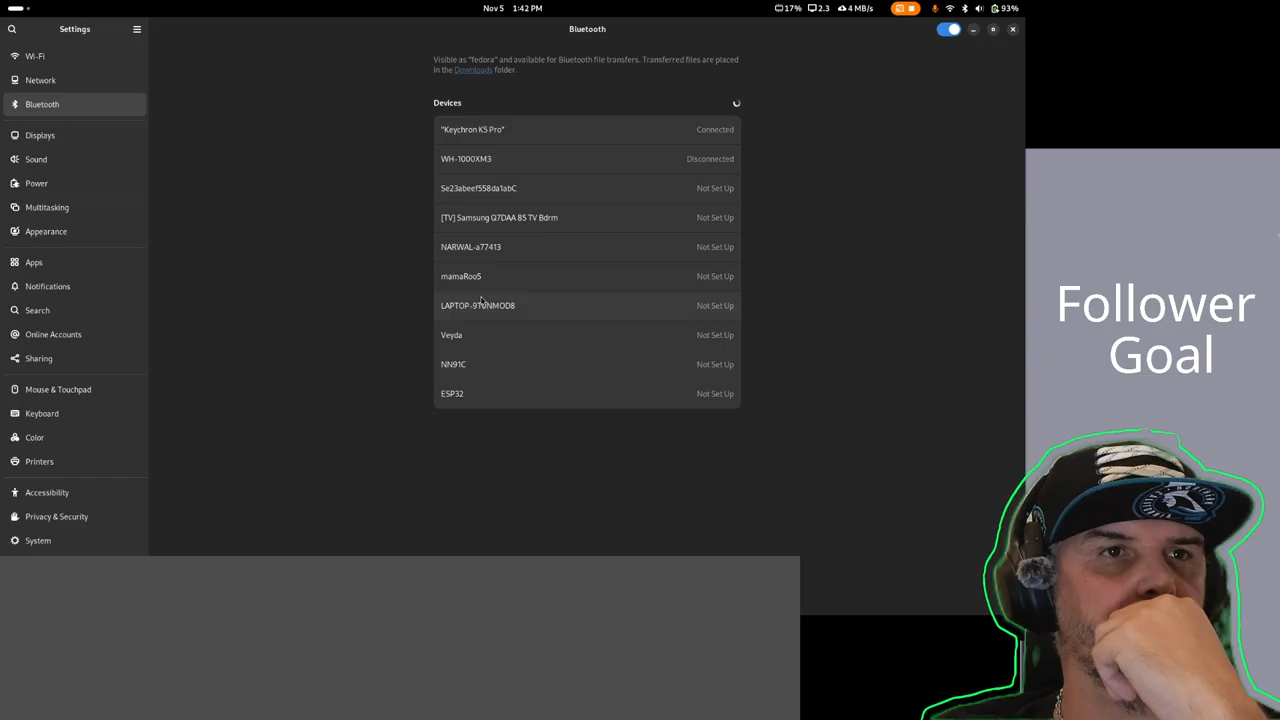 Nov 5 1:42 PM
17% 2.3 4 MB/s 93%
Settings
Bluetooth
Wi-Fi
Network
Bluetooth
Displays
Sound
Power
Multitasking
Appearance
Apps
Notifications
Search
Online Accounts
Sharing
Mouse & Touchpad
Keyboard
Color
Printers
Accessibility
Privacy & Security
System
Visible as "fedora" and available for Bluetooth file transfers. Transferred files are placed
in the Downloads folder.
Devices
"Keychron K5 Pro" Connected
WH-1000XM3 Disconnected
Se23abeef558da1abC Not Set Up
[TV] Samsung Q7DAA 85 TV Bdrm Not Set Up
NARWAL-a77413 Not Set Up
mamaRoo5 Not Set Up
Not Set Up
Veyda Not Set Up
NN91C Not Set Up
ESP32 Not Set Up
Follower
Goal